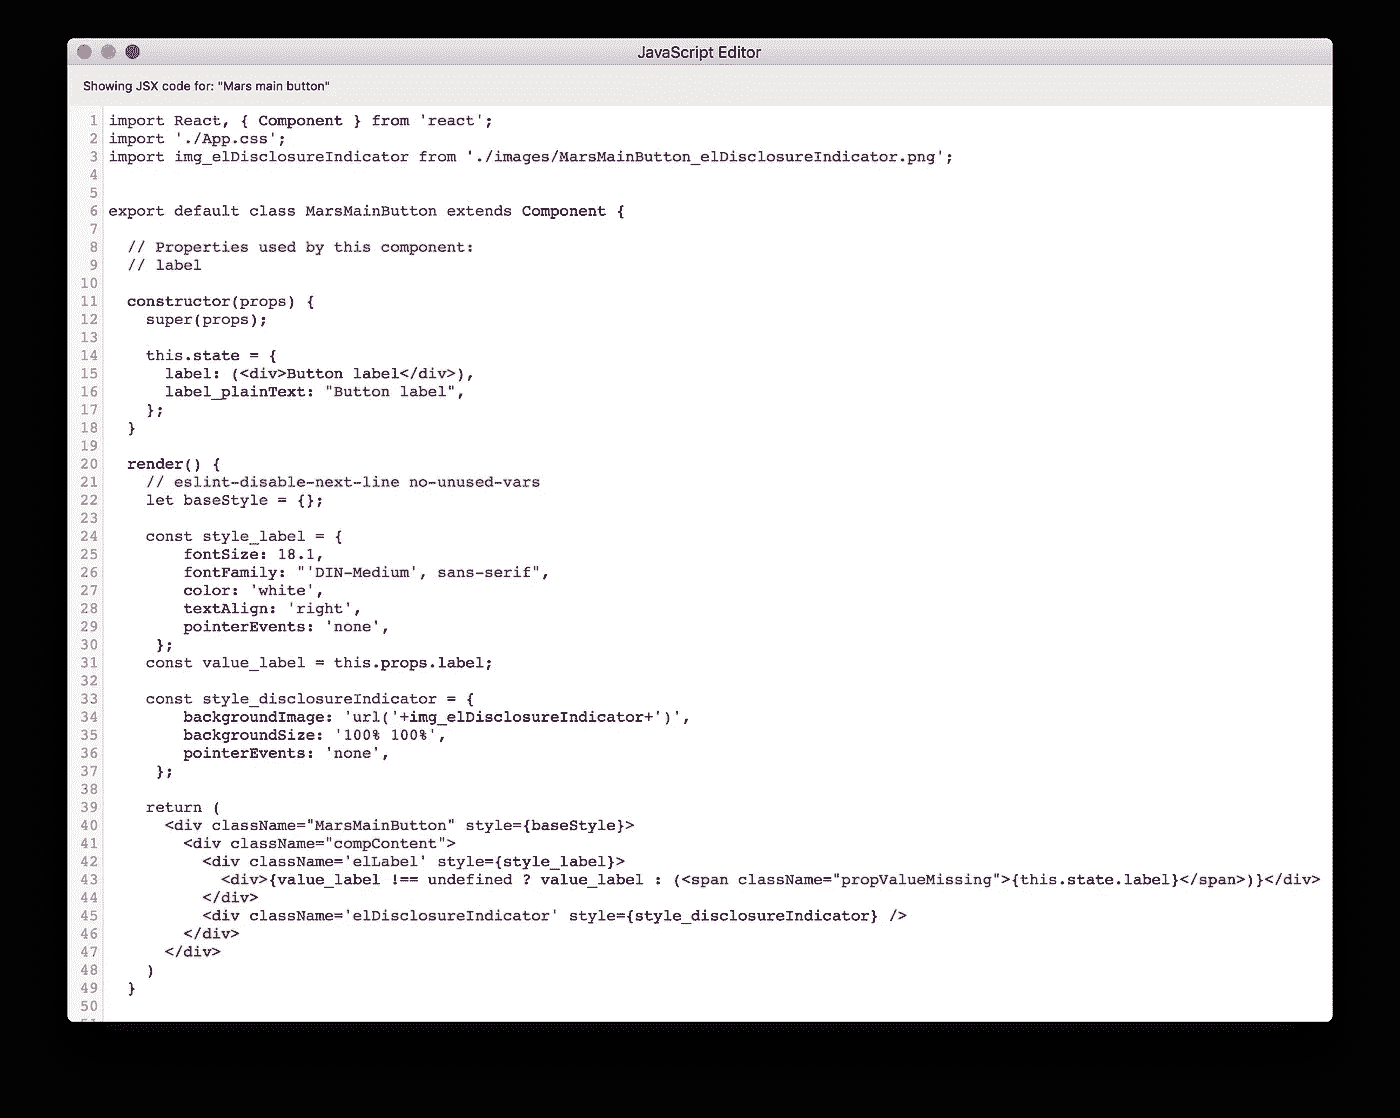 JavaScript Editor
Showing JSX code for: "Mars main button"
1 import React, { Component } from 'react';
2 import './App.css';
3 import img_elDisclosureIndicator from './images/MarsMainButton_elDisclosureIndicator.png';
4
5
6 export default class MarsMainButton extends Component {
7
8   // Properties used by this component:
9   // label
10
11   constructor(props) {
12     super(props);
13
14     this.state = {
15       label: (<div>Button label</div>),
16       label_plainText: "Button label",
17     };
18   }
19
20   render() {
21     // eslint-disable-next-line no-unused-vars
22     let baseStyle = {};
23
24     const style_label = {
25         fontSize: 18.1,
26         fontFamily: "'DIN-Medium', sans-serif",
27         color: 'white',
28         textAlign: 'right',
29         pointerEvents: 'none',
30      };
31     const value_label = this.props.label;
32
33     const style_disclosureIndicator = {
34         backgroundImage: 'url('+img_elDisclosureIndicator+')',
35         backgroundSize: '100% 100%',
36         pointerEvents: 'none',
37      };
38
39     return (
40       <div className="MarsMainButton" style={baseStyle}>
41         <div className="compContent">
42           <div className='elLabel' style={style_label}>
43             <div>{value_label !== undefined ? value_label : (<span className="propValueMissing">{this.state.label}</span>)}</div>
44           </div>
45           <div className='elDisclosureIndicator' style={style_disclosureIndicator} />
46         </div>
47       </div>
48     )
49   }
50